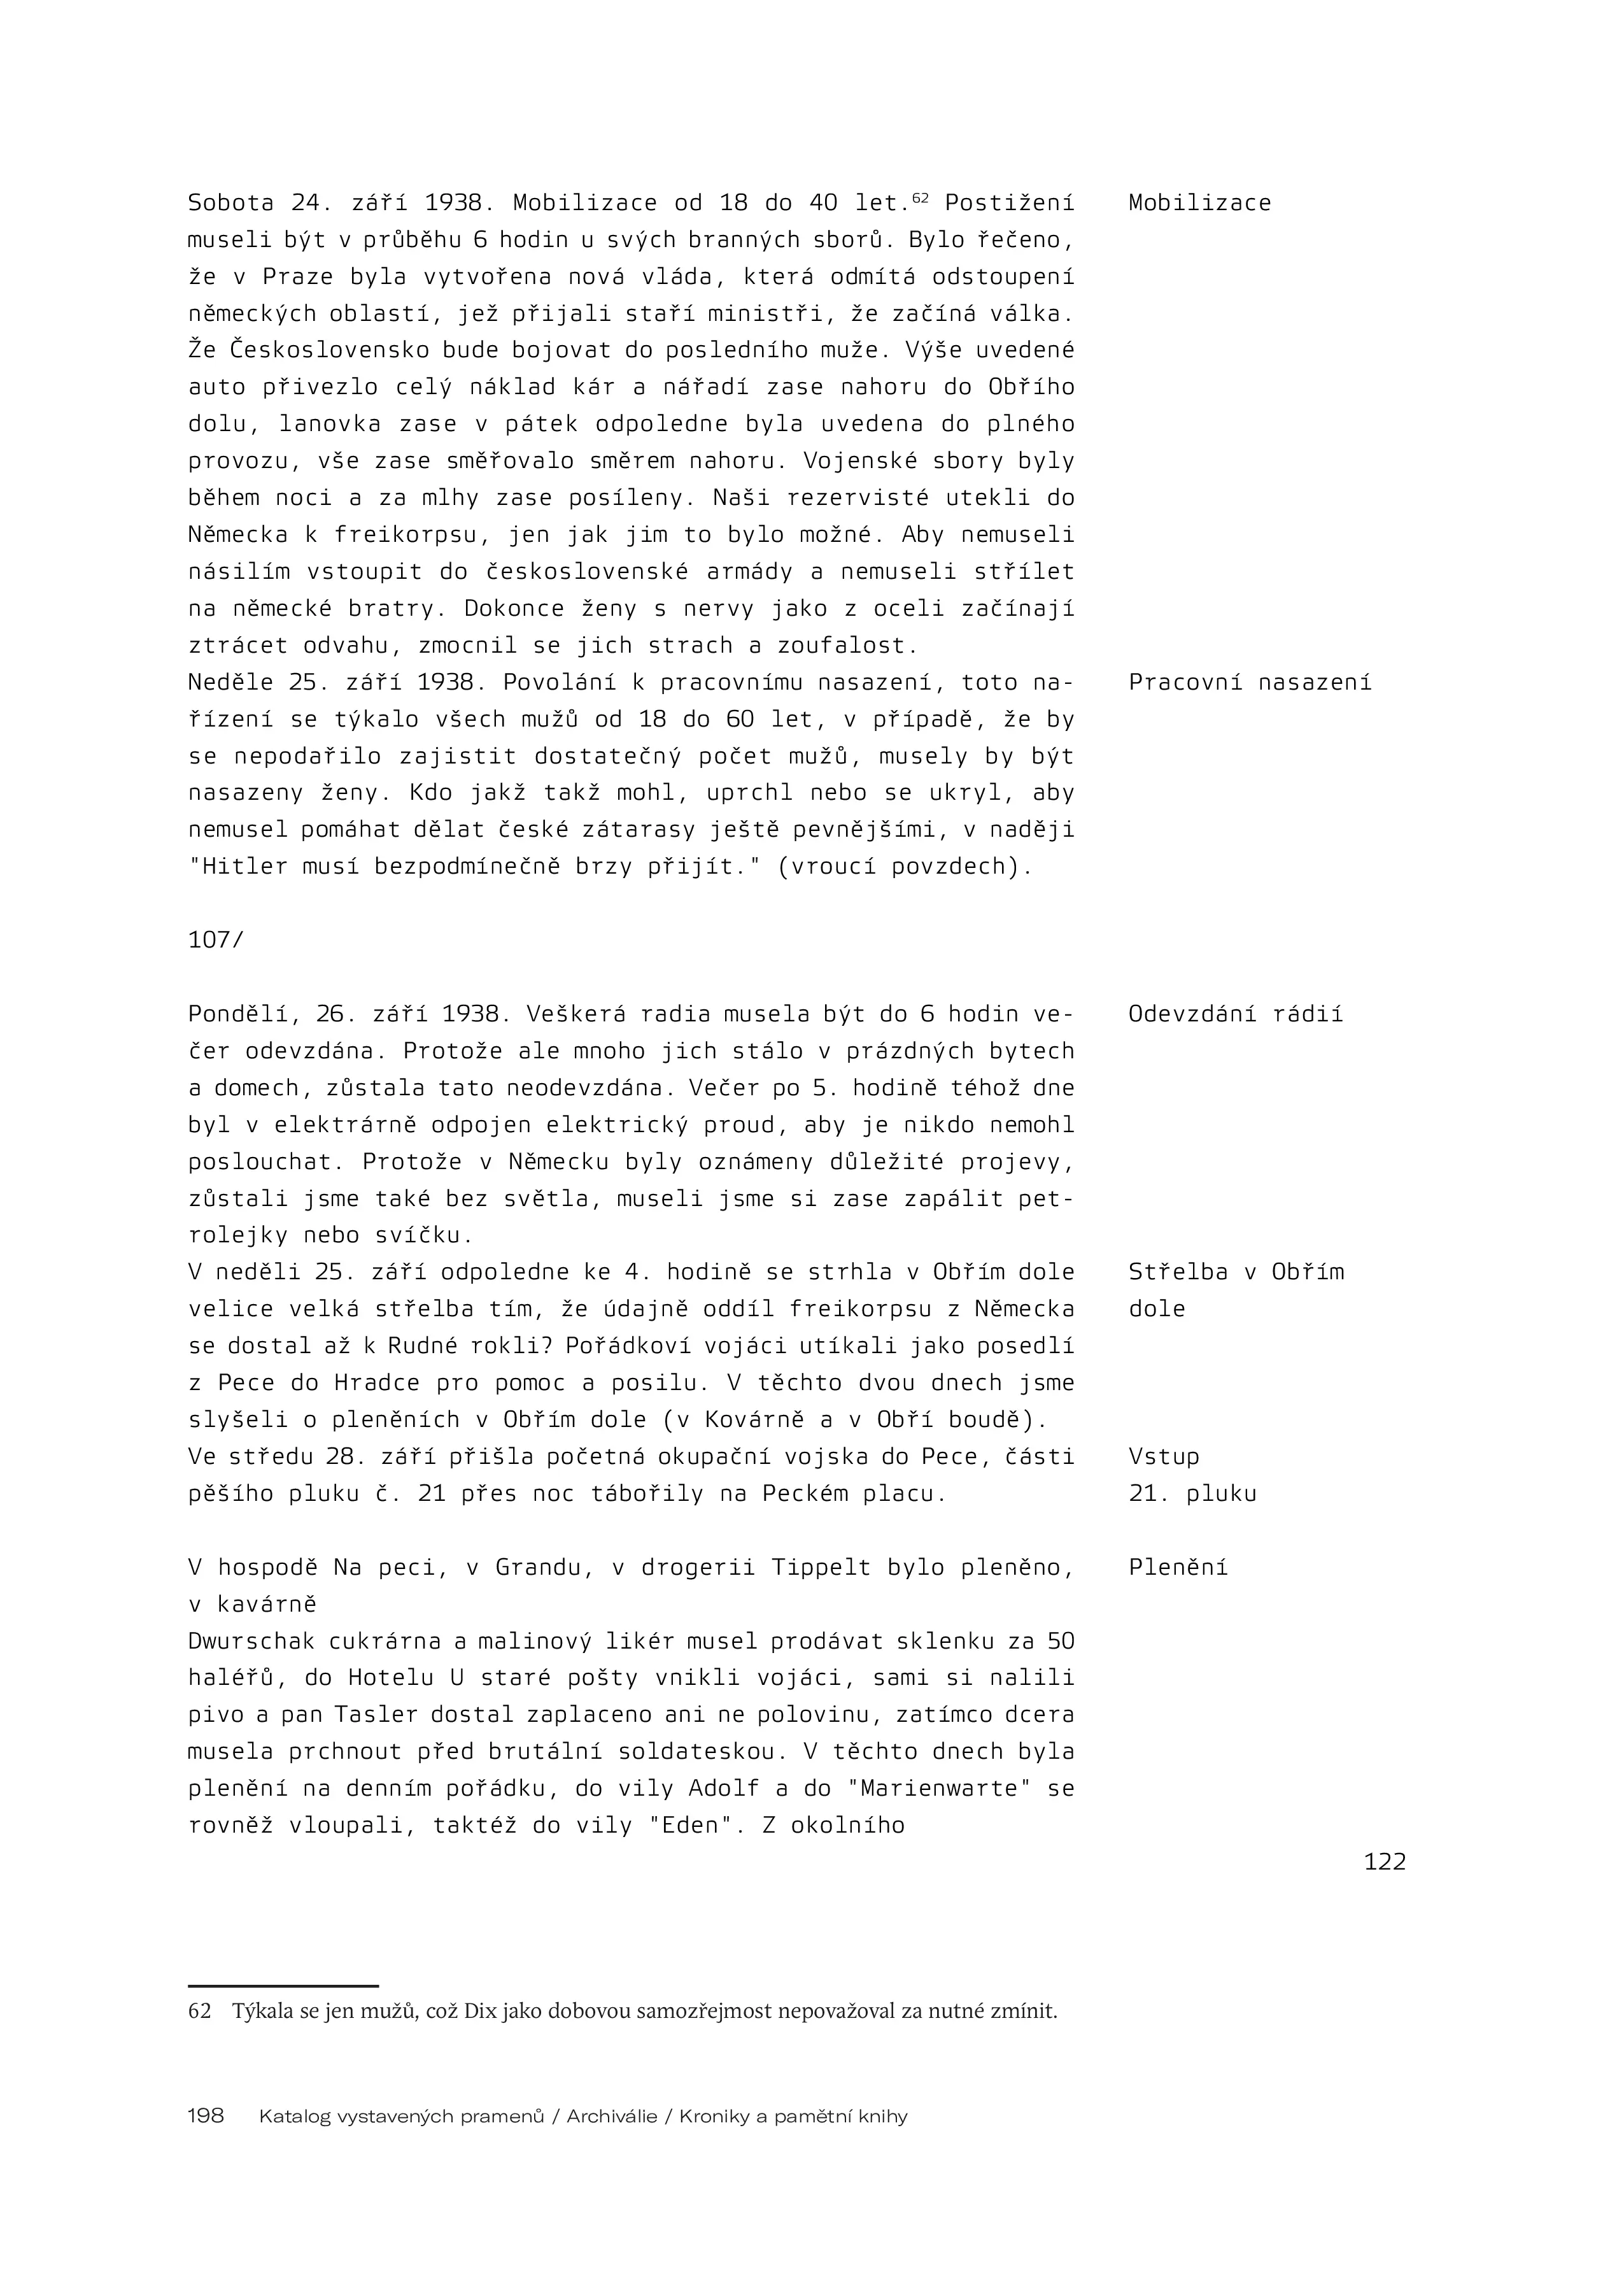 Sobota 24. září 1938. Mobilizace od 18 do 40 let.62 Postižení
Mobilizace
museli být v průběhu 6 hodin u svých branných sborů. Bylo řečeno,
že v Praze byla vytvořena nová vláda, která odmítá odstoupení
německých oblastí, jež přijali staří ministři, že začíná válka.
Že Československo bude bojovat do posledního muže. Výše uvedené
auto přivezlo celý náklad kár a nářadí zase nahoru do Obřího
dolu, lanovka zase v pátek odpoledne byla uvedena do plného
provozu, vše zase směřovalo směrem nahoru. Vojenské sbory byly
během noci a za mlhy zase posíleny. Naši rezervisté utekli do
Německa k freikorpsu, jen jak jim to bylo možné. Aby nemuseli
násilím vstoupit do československé armády a nemuseli střílet
na německé bratry. Dokonce ženy s nervy jako z oceli začínají
ztrácet odvahu, zmocnil se jich strach a zoufalost.
Neděle 25. září 1938. Povolání k pracovnímu nasazení, toto na-
Pracovní nasazení
řízení se týkalo všech mužů od 18 do 60 let, v případě, že by
se nepodařilo zajistit dostatečný počet mužů, musely by být
nasazeny ženy. Kdo jakž takž mohl, uprchl nebo se ukryl, aby
nemusel pomáhat dělat české zátarasy ještě pevnějšími, v naději
"Hitler musí bezpodmínečně brzy přijít." (vroucí povzdech).
107/
Pondělí, 26. září 1938. Veškerá radia musela být do 6 hodin ve-
Odevzdání rádií
čer odevzdána. Protože ale mnoho jich stálo v prázdných bytech
a domech, zůstala tato neodevzdána. Večer po 5. hodině téhož dne
byl v elektrárně odpojen elektrický proud, aby je nikdo nemohl
poslouchat. Protože v Německu byly oznámeny důležité projevy,
zůstali jsme také bez světla, museli jsme si zase zapálit pet-
rolejky nebo svíčku.
V neděli 25. září odpoledne ke 4. hodině se strhla v Obřím dole
Střelba v Obřím
velice velká střelba tím, že údajně oddíl freikorpsu z Německa
dole
se dostal až k Rudné rokli? Pořádkoví vojáci utíkali jako posedlí
z Pece do Hradce pro pomoc a posilu. V těchto dvou dnech jsme
slyšeli o pleněních v Obřím dole (v Kovárně a v Obří boudě).
Ve středu 28. září přišla početná okupační vojska do Pece, části
Vstup
pěšího pluku č. 21 přes noc tábořily na Peckém placu.
21. pluku
V hospodě Na peci, v Grandu, v drogerii Tippelt bylo pleněno,
Plenění
v kavárně
Dwurschak cukrárna a malinový likér musel prodávat sklenku za 50
haléřů, do Hotelu U staré pošty vnikli vojáci, sami si nalili
pivo a pan Tasler dostal zaplaceno ani ne polovinu, zatímco dcera
musela prchnout před brutální soldateskou. V těchto dnech byla
plenění na denním pořádku, do vily Adolf a do "Marienwarte" se
rovněž vloupali, taktéž do vily "Eden". Z okolního
122
62 Týkala se jen mužů, což Dix jako dobovou samozřejmost nepovažoval za nutné zmínit.
198 Katalog vystavených pramenů / Archiválie / Kroniky a pamětní knihy